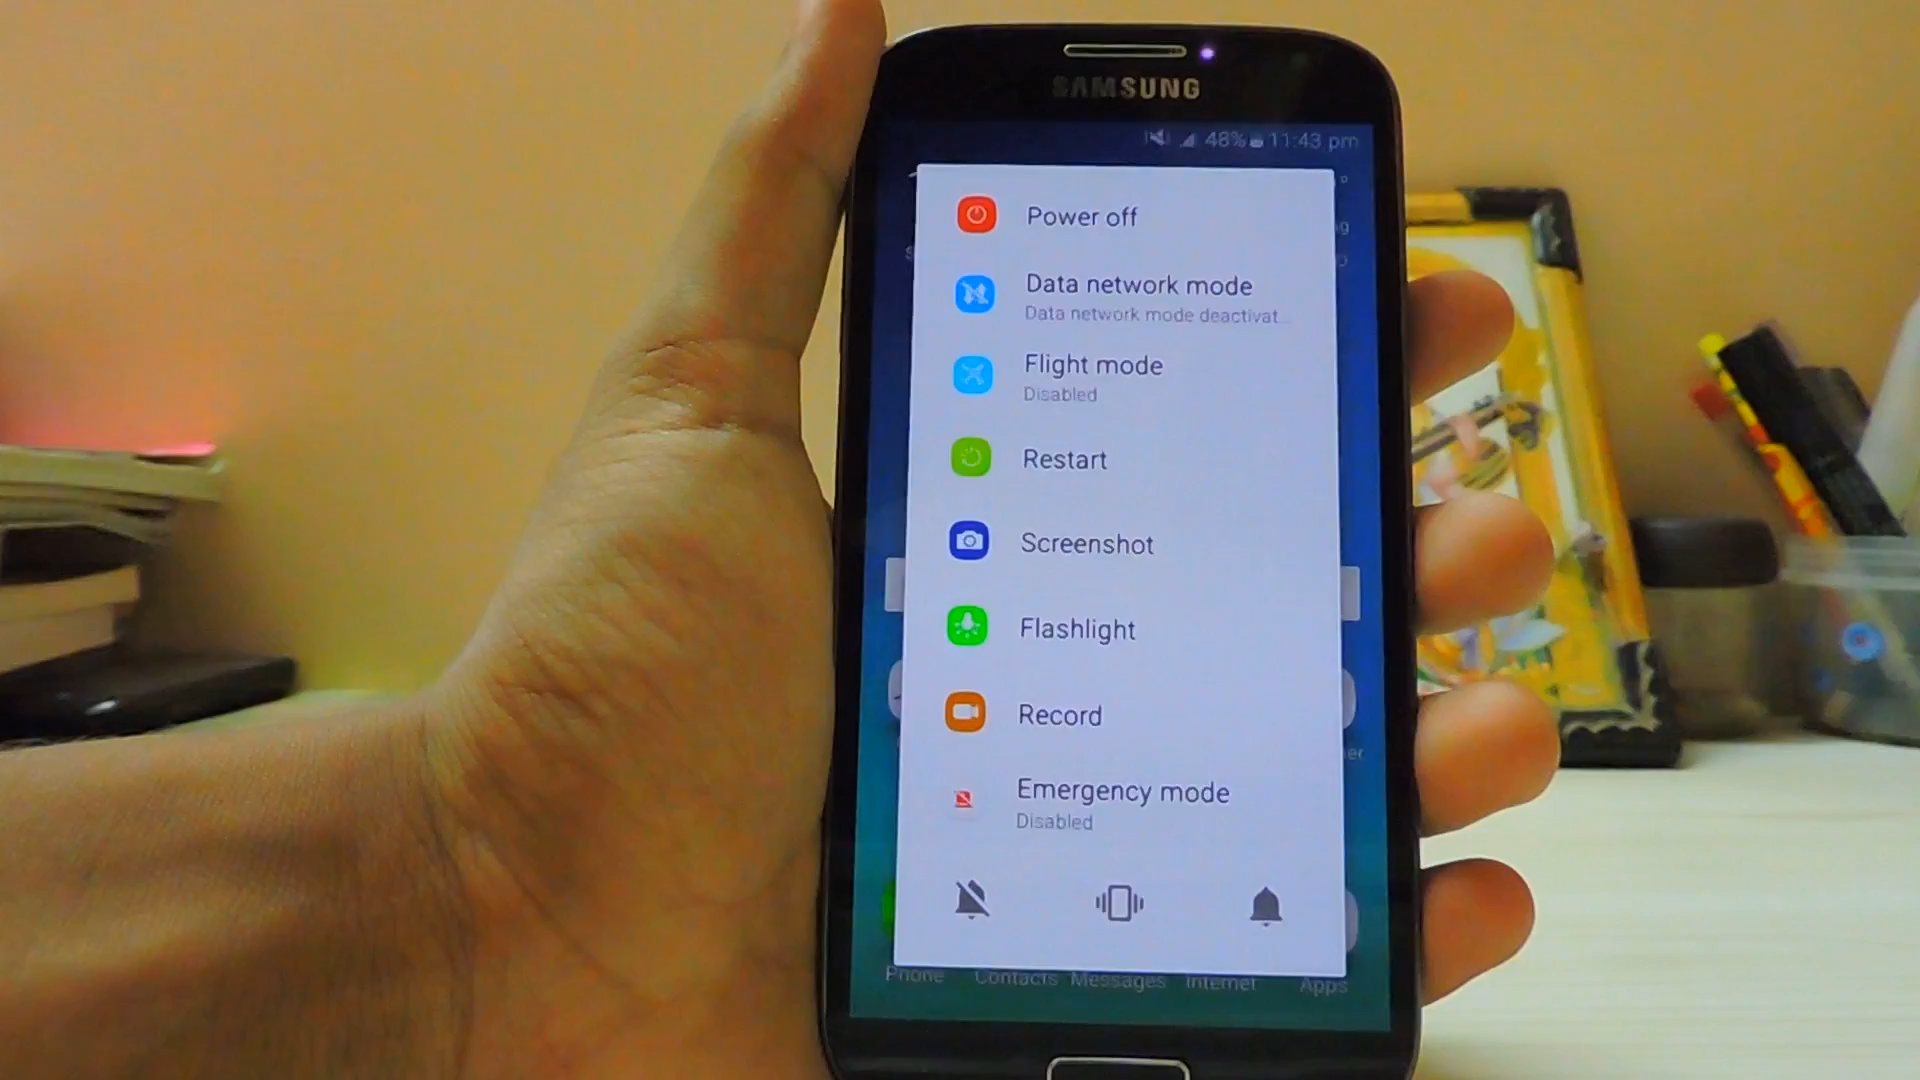 SAMSUNG
48% 11:43 pm
Power off
Data network mode
Data network mode deactivat...
Flight mode
Disabled
Restart
Screenshot
Flashlight
Record
Emergency mode
Disabled
Phone Contacts Messages Internet Apps